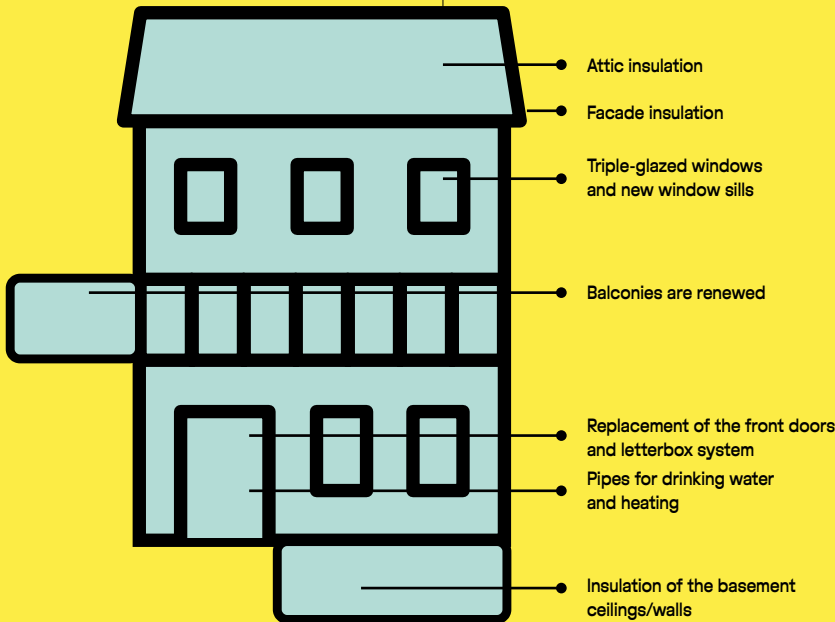 Attic insulation
Facade insulation
Triple-glazed windows
and new window sills
Balconies are renewed
Replacement of the front doors
and letterbox system
Pipes for drinking water
and heating
Insulation of the basement
ceilings/walls